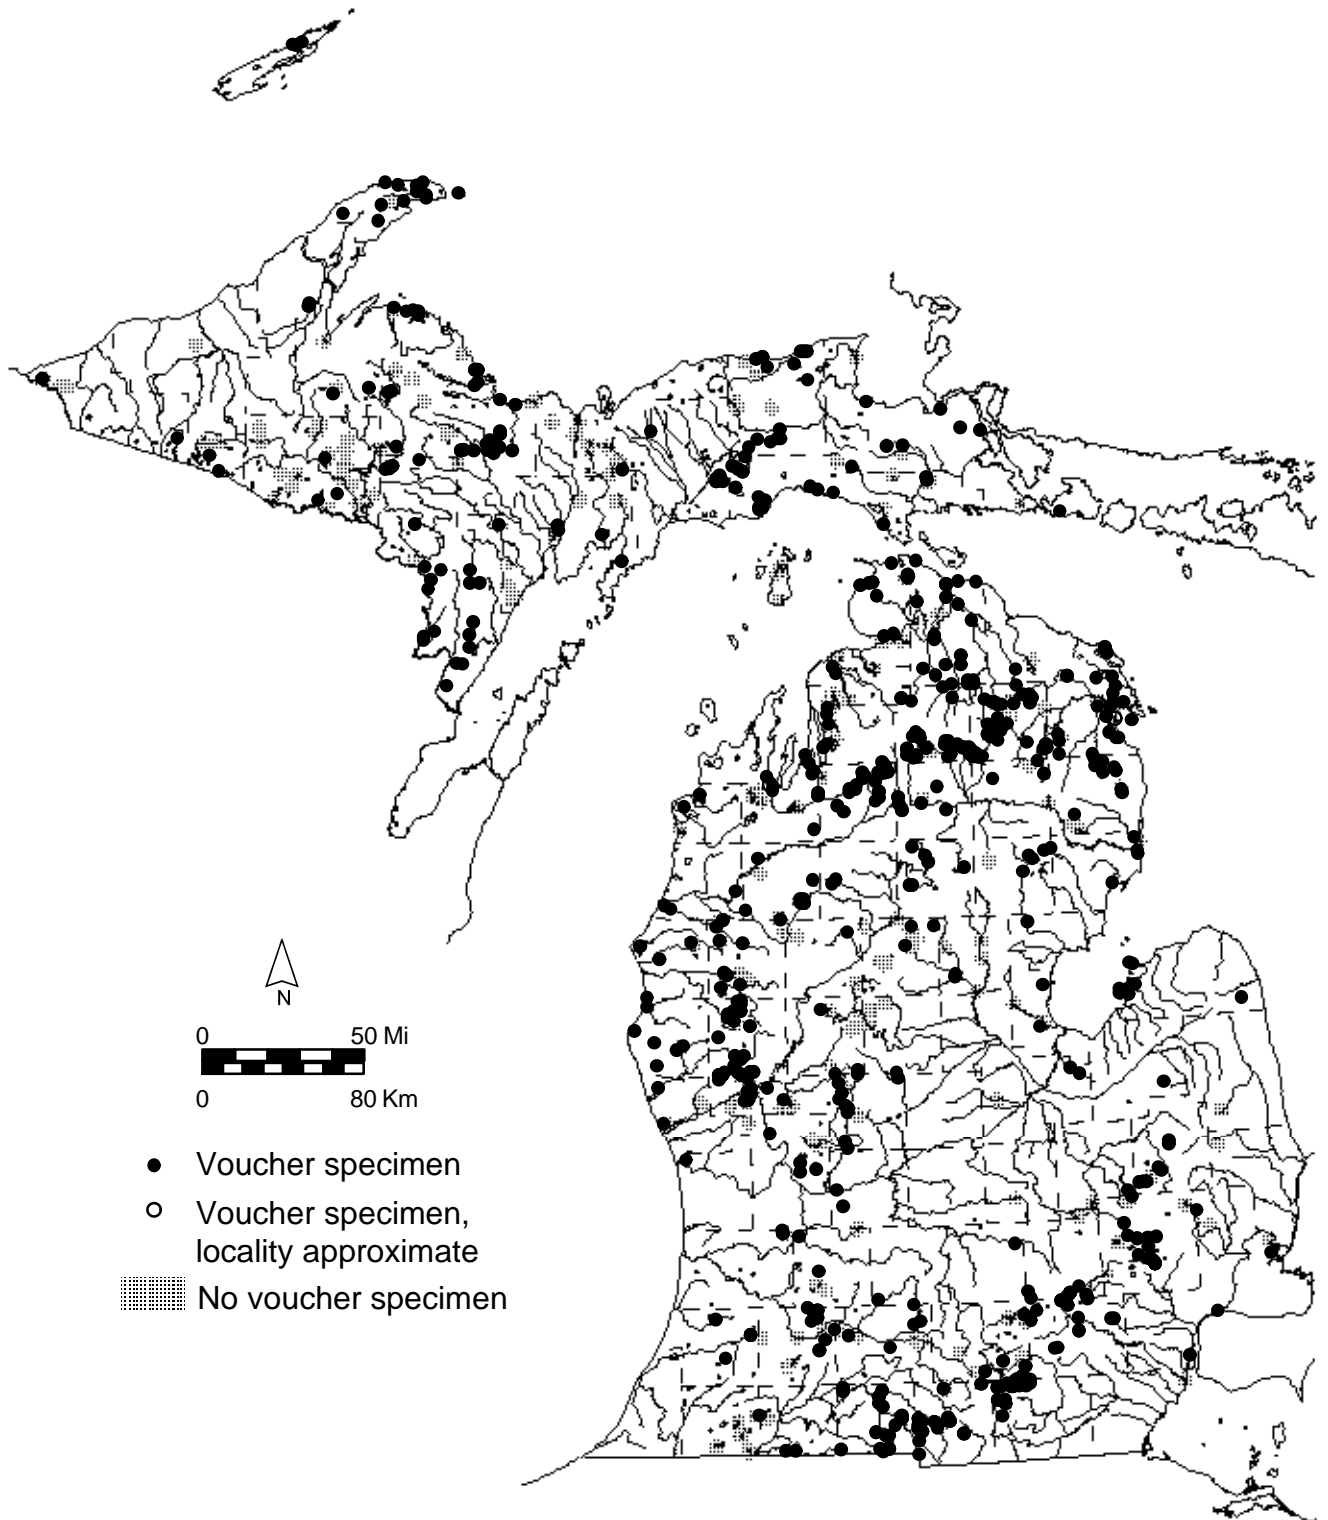 N
0 50 Mi
0 80 Km
Voucher specimen
Voucher specimen,
locality approximate
No voucher specimen